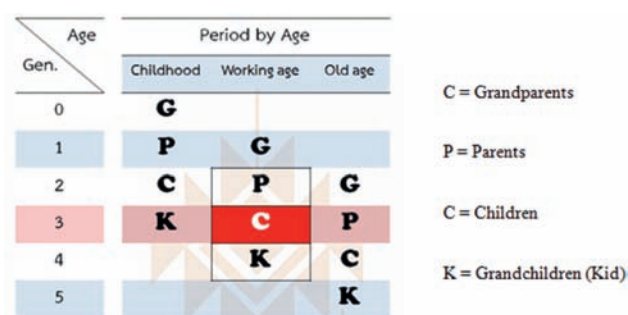 Age
Period by Age
Gen.
Childhood Working age Old age
0 G
1 P G
2 C P G
3 K C P
4 K C
5 K
C = Grandparents
P = Parents
C = Children
K = Grandchildren (Kid)